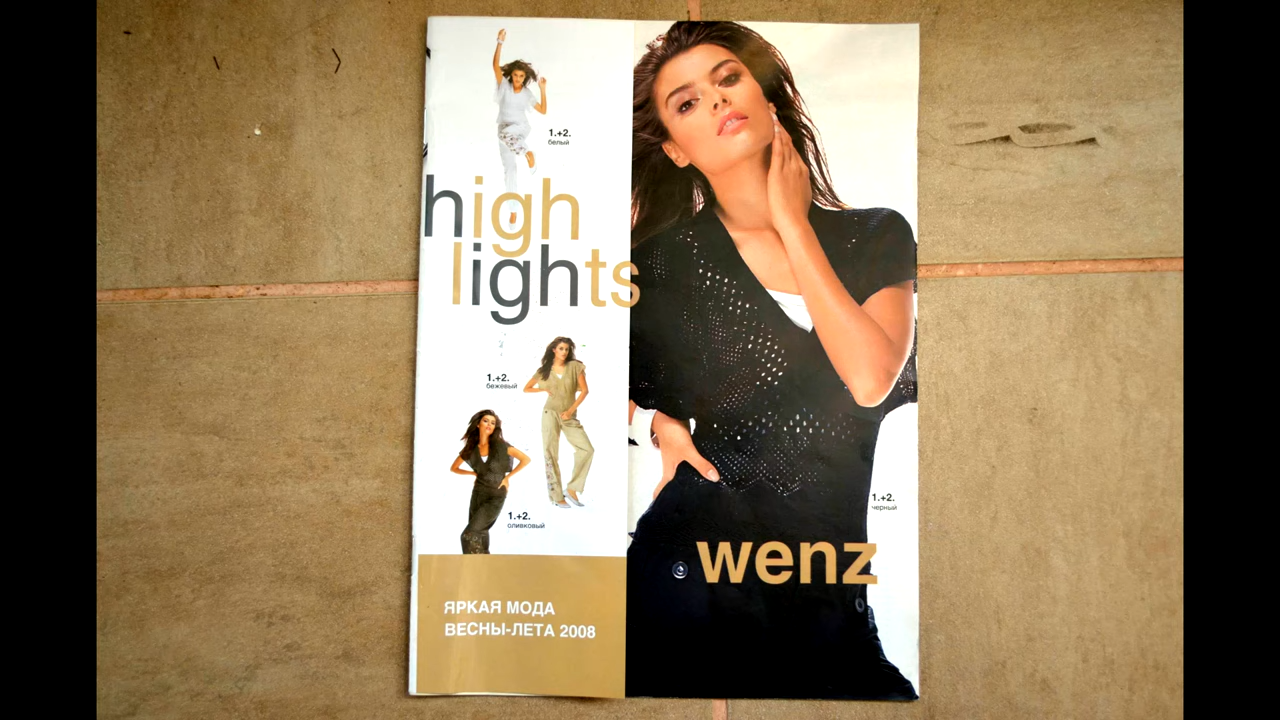 1.+2.
белый
high
lights
1.+2.
бежевый
1.+2.
оливковый
ЯРКАЯ МОДА
ВЕСНЫ-ЛЕТА 2008
1.+2.
черный
wenz